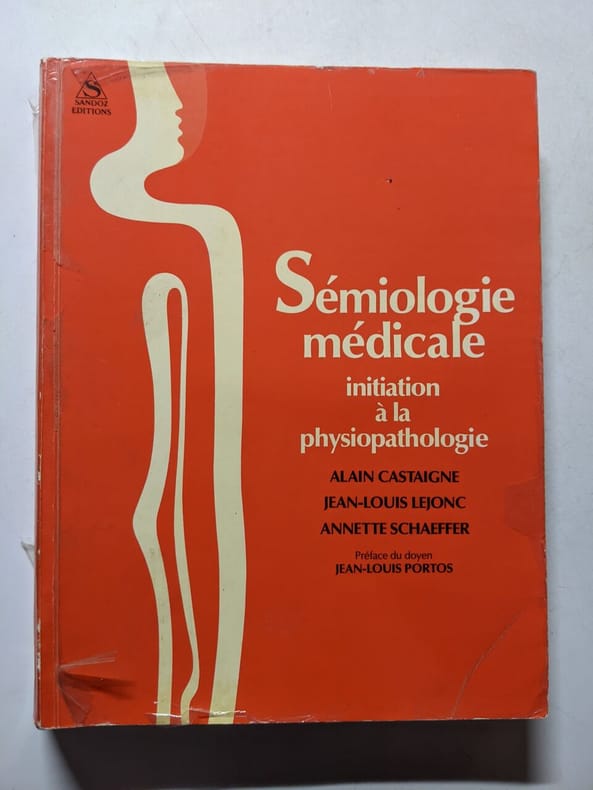 SANDOZ
EDITIONS
Sémiologie
médicale
initiation
à la
physiopathologie
ALAIN CASTAIGNE
JEAN-LOUIS LEJONC
ANNETTE SCHAEFFER
Préface du doyen
JEAN-LOUIS PORTOS